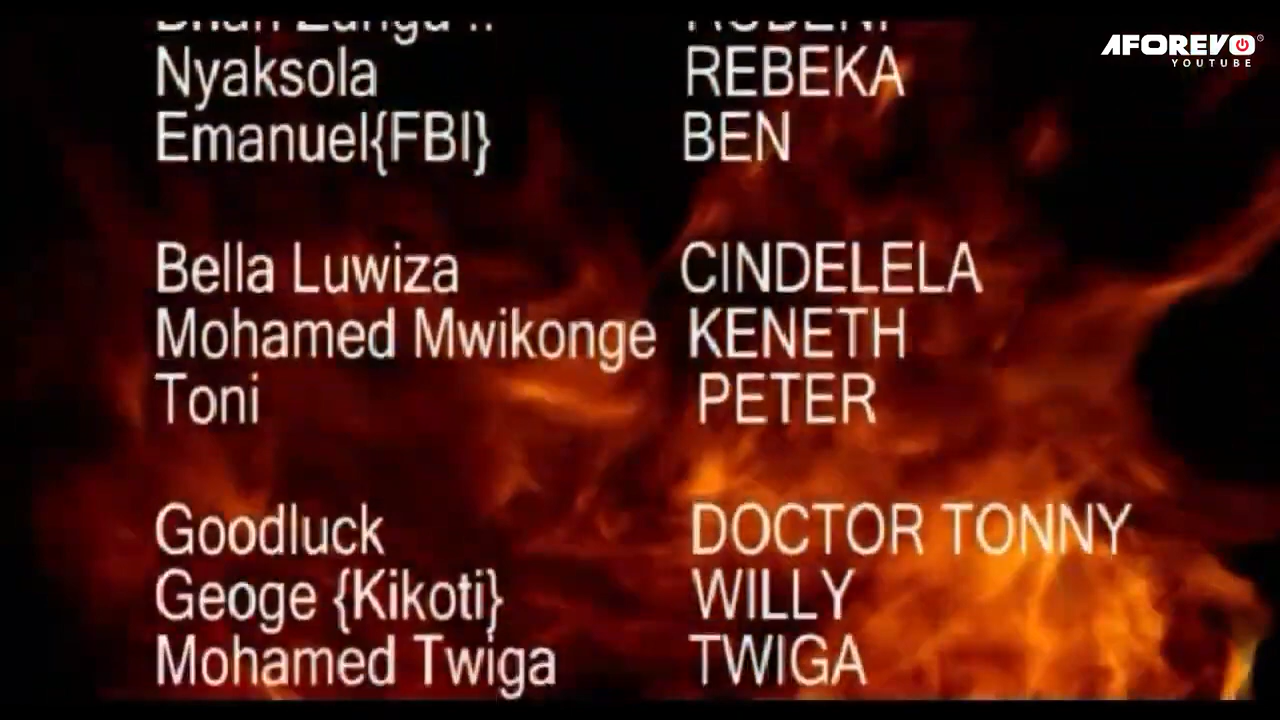 AFOREVO
YOUTUBE
Nyaksola REBEKA
Emanuel{FBI} BEN
Bella Luwiza CINDELELA
Mohamed Mwikonge KENETH
Toni PETER
Goodluck DOCTOR TONNY
Geoge {Kikoti} WILLY
Mohamed Twiga TWIGA